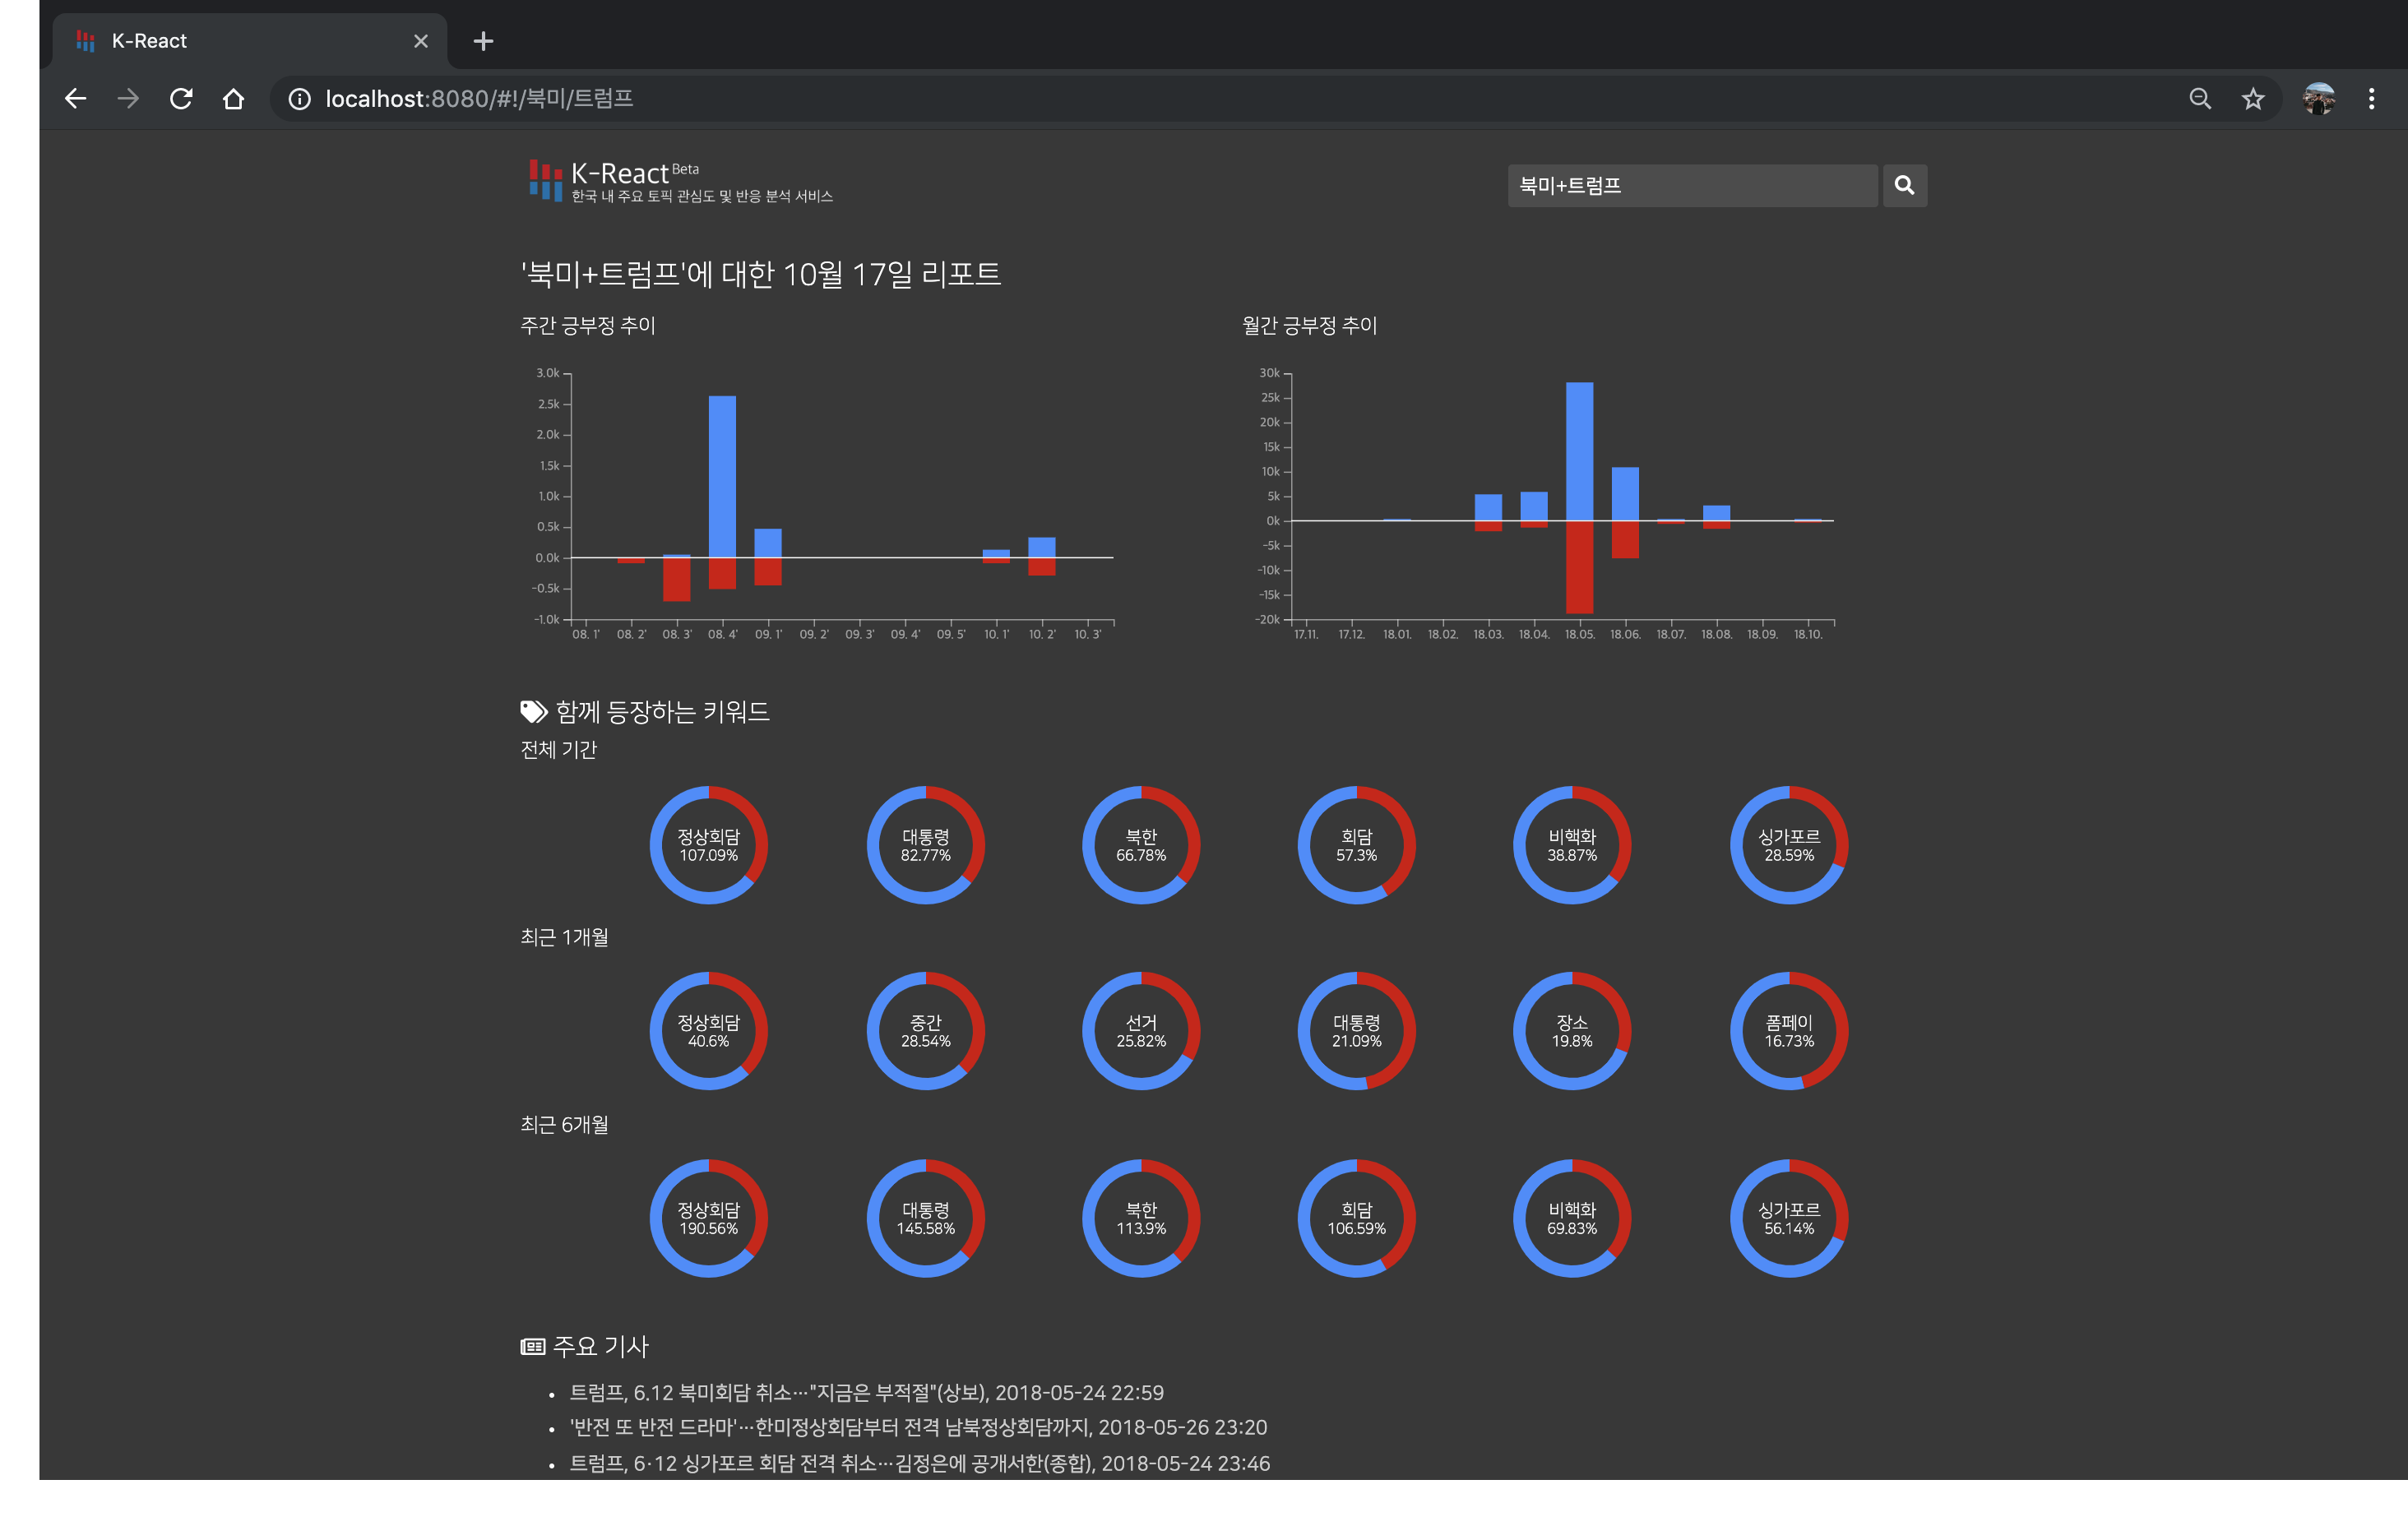 K-React
localhost:8080/#!/북미/트럼프
K-React Beta
한국 내 주요 토픽 관심도 및 반응 분석 서비스
북미+트럼프
'북미+트럼프'에 대한 10월 17일 리포트
주간 긍부정 추이
3.0k
2.5k
2.0k
1.5k
1.0k
0.5k
0.0k
-0.5k
-1.0k
08. 1' 08. 2' 08. 3' 08. 4' 09. 1' 09. 2' 09. 3' 09. 4' 09. 5' 10. 1' 10. 2' 10. 3'
월간 긍부정 추이
30k
25k
20k
15k
10k
5k
0k
-5k
-10k
-15k
-20k
17.11. 17.12. 18.01. 18.02. 18.03. 18.04. 18.05. 18.06. 18.07. 18.08. 18.09. 18.10.
함께 등장하는 키워드
전체 기간
정상회담 대통령 북한 회담 비핵화 싱가포르
107.09% 82.77% 66.78% 57.3% 38.87% 28.59%
최근 1개월
정상회담 중간 선거 대통령 장소 폼페이
40.6% 28.54% 25.82% 21.09% 19.8% 16.73%
최근 6개월
정상회담 대통령 북한 회담 비핵화 싱가포르
190.56% 145.58% 113.9% 106.59% 69.83% 56.14%
주요 기사
• 트럼프, 6.12 북미회담 취소…"지금은 부적절"(상보), 2018-05-24 22:59
• '반전 또 반전 드라마'…한미정상회담부터 전격 남북정상회담까지, 2018-05-26 23:20
• 트럼프, 6·12 싱가포르 회담 전격 취소…김정은에 공개서한(종합), 2018-05-24 23:46